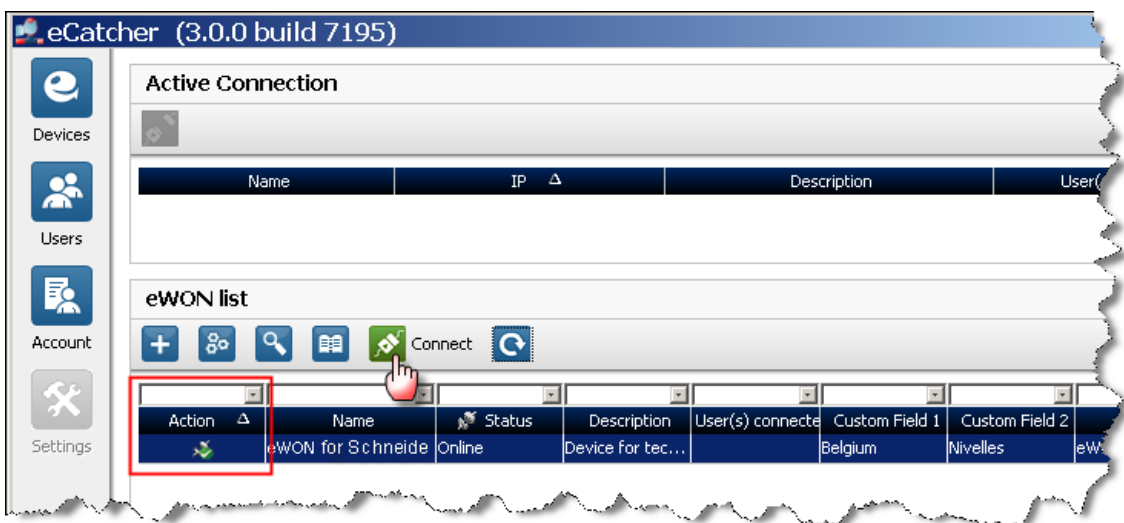 eCatcher (3.0.0 build 7195)
Devices
Users
Account
Settings
Active Connection
Name IP Description User(
eWON list
Connect
Action Name Status Description User(s) connecte Custom Field 1 Custom Field 2
eWON for Schneide Online Device for tec... Belgium Nivelles eW